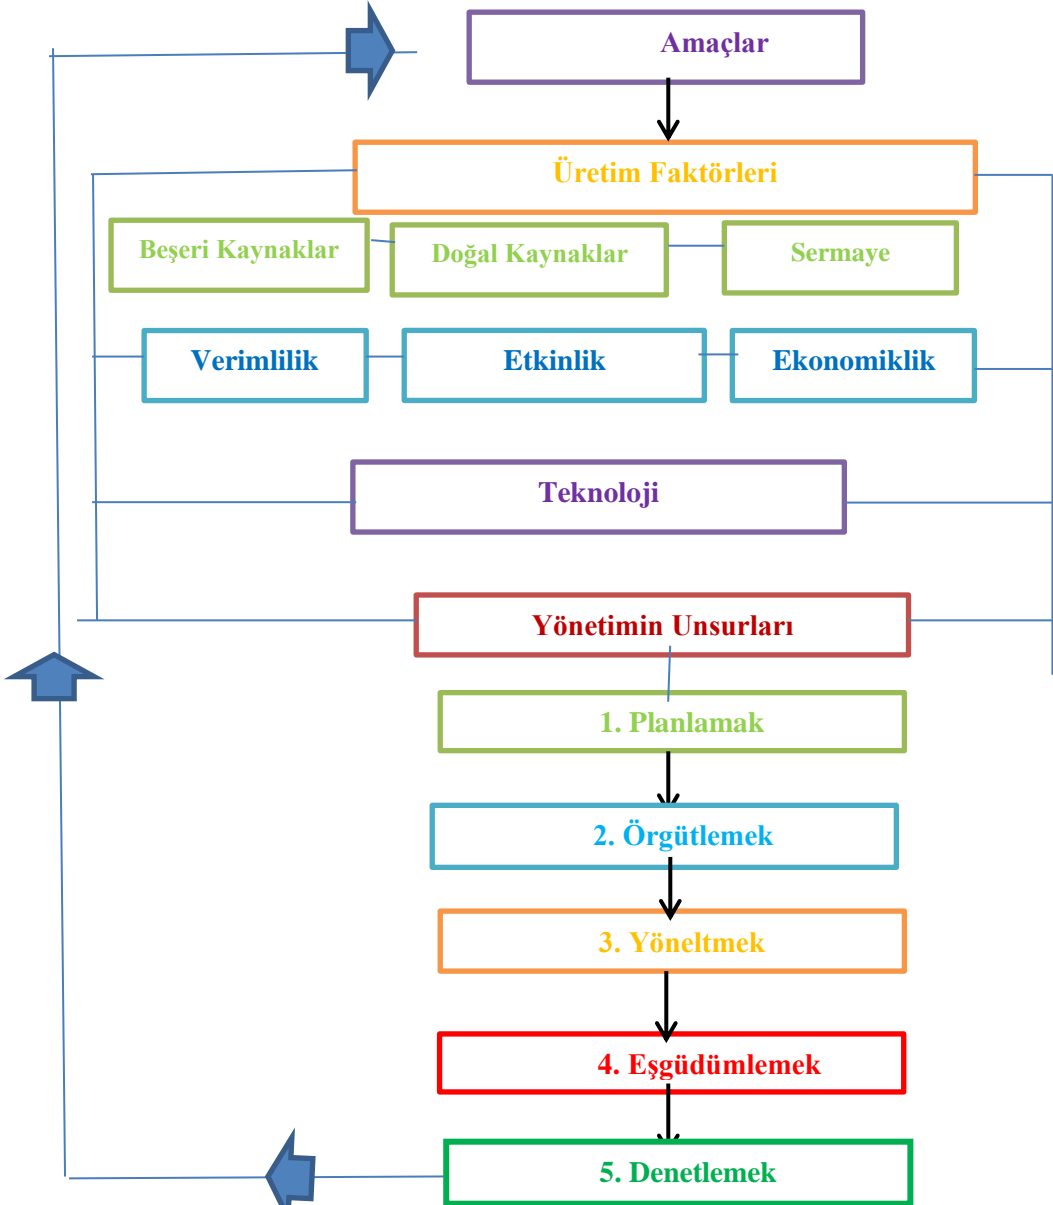 Amaçlar
Üretim Faktörleri
Beşeri Kaynaklar
Doğal Kaynaklar
Sermaye
Verimlilik
Etkinlik
Ekonomiklik
Teknoloji
Yönetimin Unsurları
1. Planlamak
2. Örgütlemek
3. Yöneltmek
4. Eşgüdümlemek
5. Denetlemek